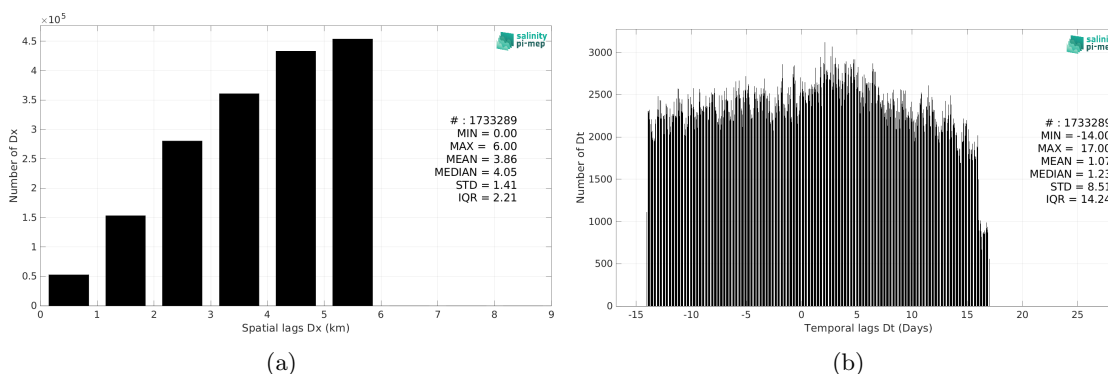 ×10⁵
4.5
4
3.5
3
2.5
2
1.5
1
0.5
0
Number of Dx
0 1 2 3 4 5 6 7 8 9
Spatial lags Dx (km)
salinity
pi-mep
# : 1733289
MIN = 0.00
MAX = 6.00
MEAN = 3.86
MEDIAN = 4.05
STD = 1.41
IQR = 2.21
(a)
3000
2500
2000
1500
1000
500
0
Number of Dt
-15 -10 -5 0 5 10 15 20 25
Temporal lags Dt (Days)
salini
pi-me
# : 1733289
MIN = -14.00
MAX = 17.00
MEAN = 1.07
MEDIAN = 1.23
STD = 8.51
IQR = 14.24
(b)